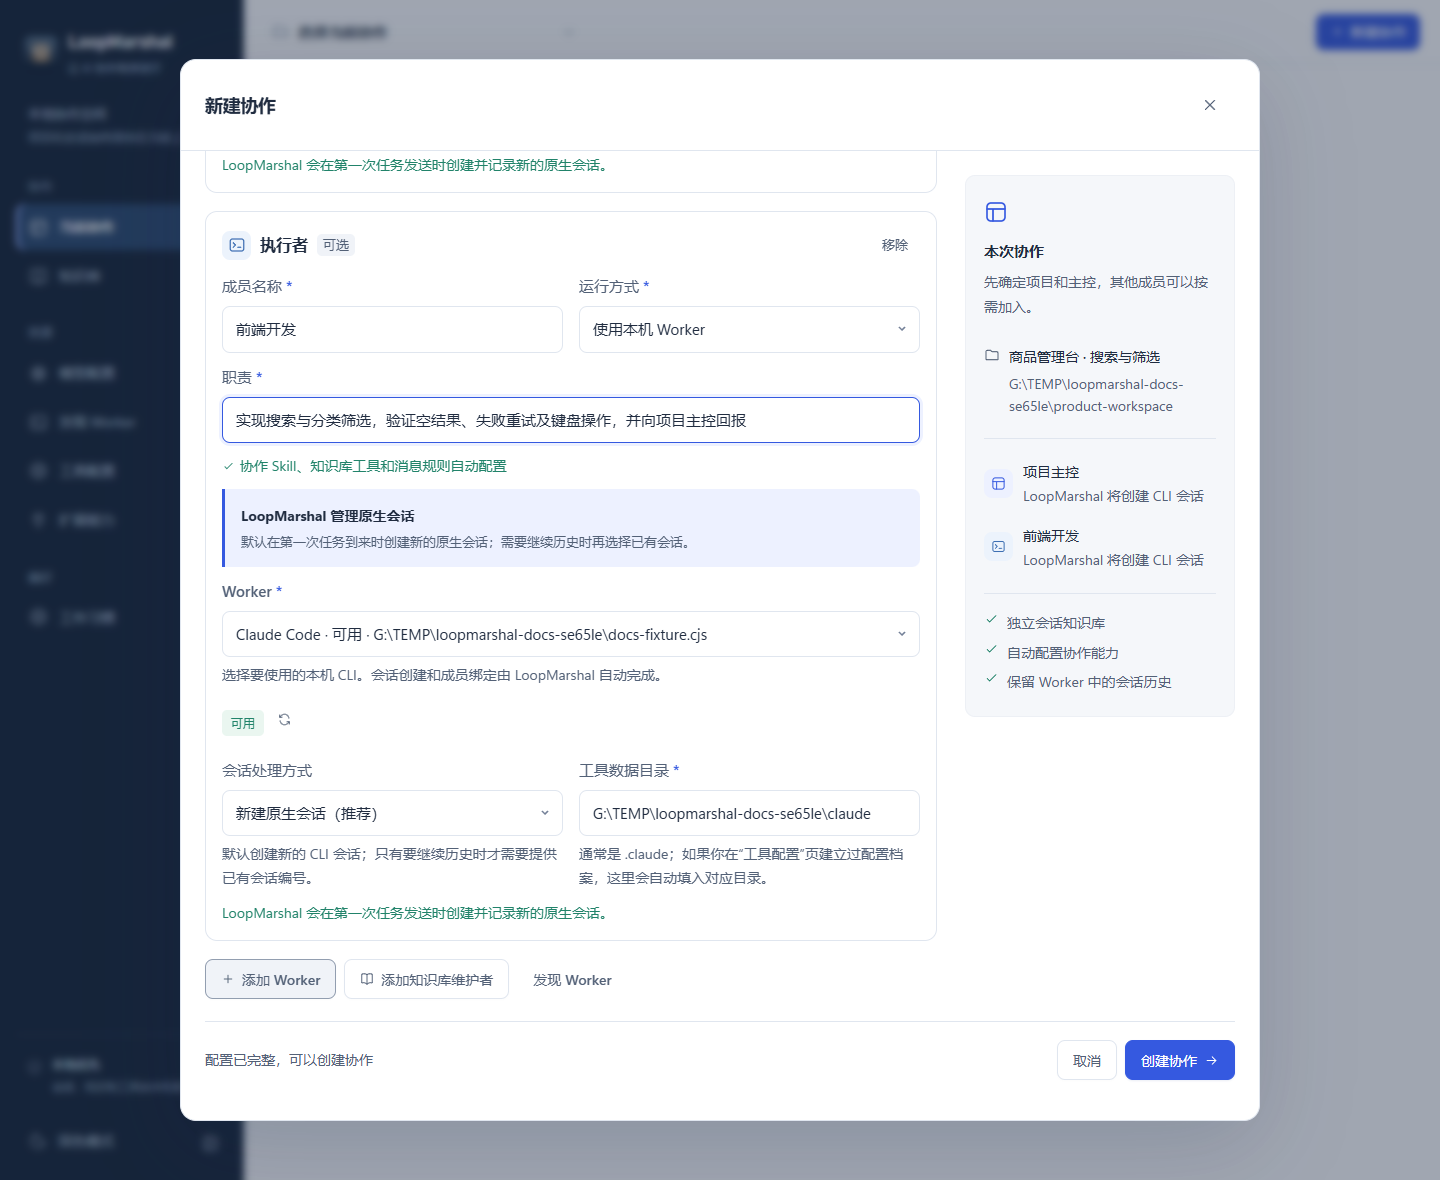 LoopMarshal
新建协作
LoopMarshal 会在第一次任务发送时创建并记录新的原生会话。
执行者 可选
移除
成员名称 *
运行方式 *
前端开发
使用本机 Worker
职责 *
实现搜索与分类筛选，验证空结果、失败重试及键盘操作，并向项目主控回报
协作 Skill、知识库工具和消息规则自动配置
LoopMarshal 管理原生会话
默认在第一次任务到来时创建新的原生会话；需要继续历史时再选择已有会话。
Worker *
Claude Code · 可用 · G:\TEMP\loopmarshal-docs-se65le\docs-fixture.cjs
选择要使用的本机 CLI。会话创建和成员绑定由 LoopMarshal 自动完成。
可用
会话处理方式
工具数据目录 *
新建原生会话（推荐）
G:\TEMP\loopmarshal-docs-se65le\claude
默认创建新的 CLI 会话；只有要继续历史时才需要提供
已有会话编号。
通常是 .claude；如果你在“工具配置”页建立过配置档
案，这里会自动填入对应目录。
LoopMarshal 会在第一次任务发送时创建并记录新的原生会话。
添加 Worker
添加知识库维护者
发现 Worker
配置已完整，可以创建协作
取消
创建协作
本次协作
先确定项目和主控，其他成员可以按
需加入。
商品管理台 · 搜索与筛选
G:\TEMP\loopmarshal-docs-
se65le\product-workspace
项目主控
LoopMarshal 将创建 CLI 会话
前端开发
LoopMarshal 将创建 CLI 会话
独立会话知识库
自动配置协作能力
保留 Worker 中的会话历史